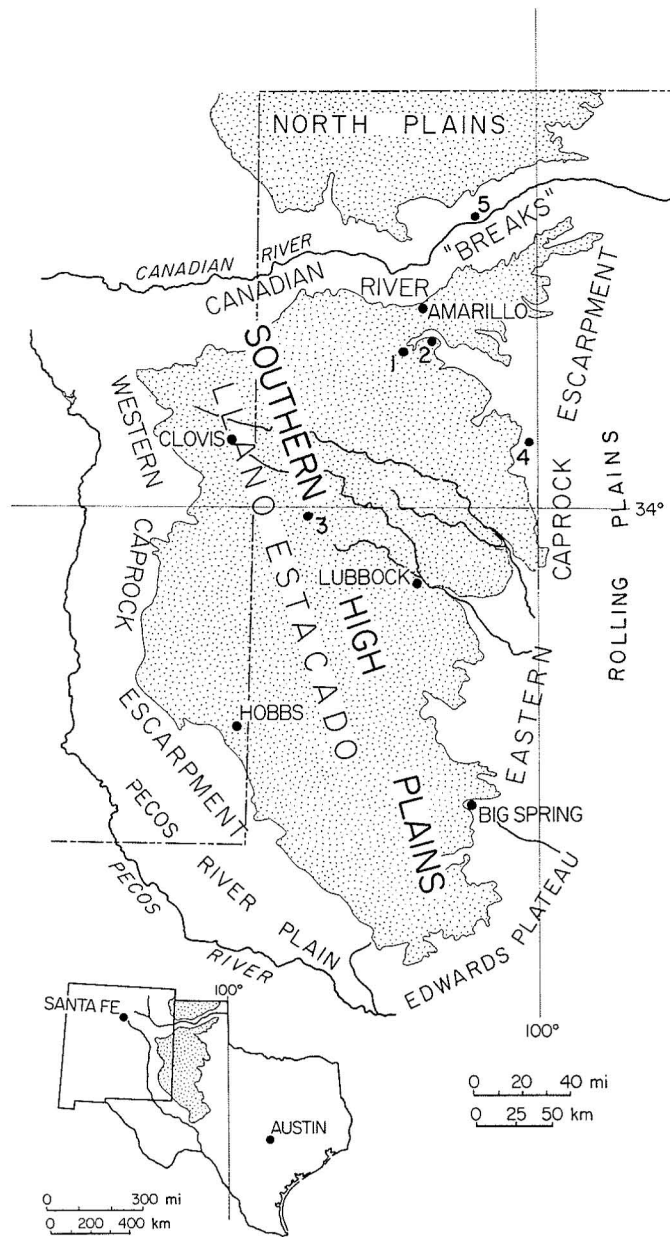 NORTH PLAINS
5
"BREAKS"
CANADIAN RIVER
CANADIAN RIVER
AMARILLO
1
2
ESCARPMENT
SOUTHERN HIGH PLAINS
LLANO ESTACADO
WESTERN CAPROCK ESCARPMENT
CLOVIS
4
3
34°
CAPROCK
ROLLING PLAINS
LUBBOCK
EASTERN
HOBBS
BIG SPRING
PECOS RIVER PLAIN
PECOS RIVER
EDWARDS PLATEAU
100°
0 20 40 mi
0 25 50 km
100°
SANTA FE
AUSTIN
0 300 mi
0 200 400 km